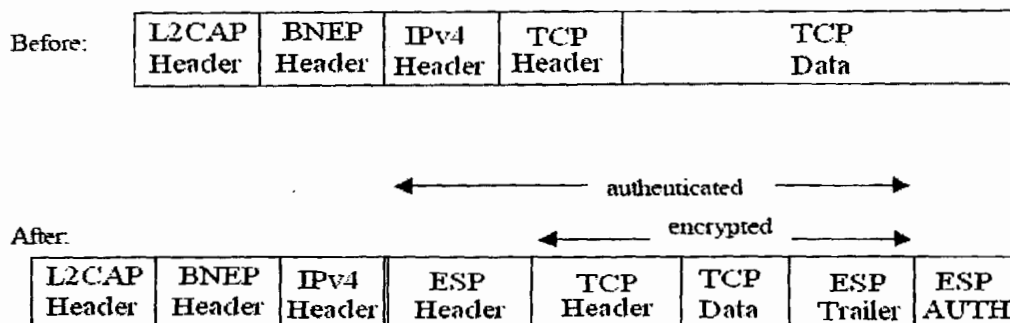 Before:
L2CAP Header
BNEP Header
IPv4 Header
TCP Header
TCP Data
authenticated
encrypted
After:
L2CAP Header
BNEP Header
IPv4 Header
ESP Header
TCP Header
TCP Data
ESP Trailer
ESP AUTH